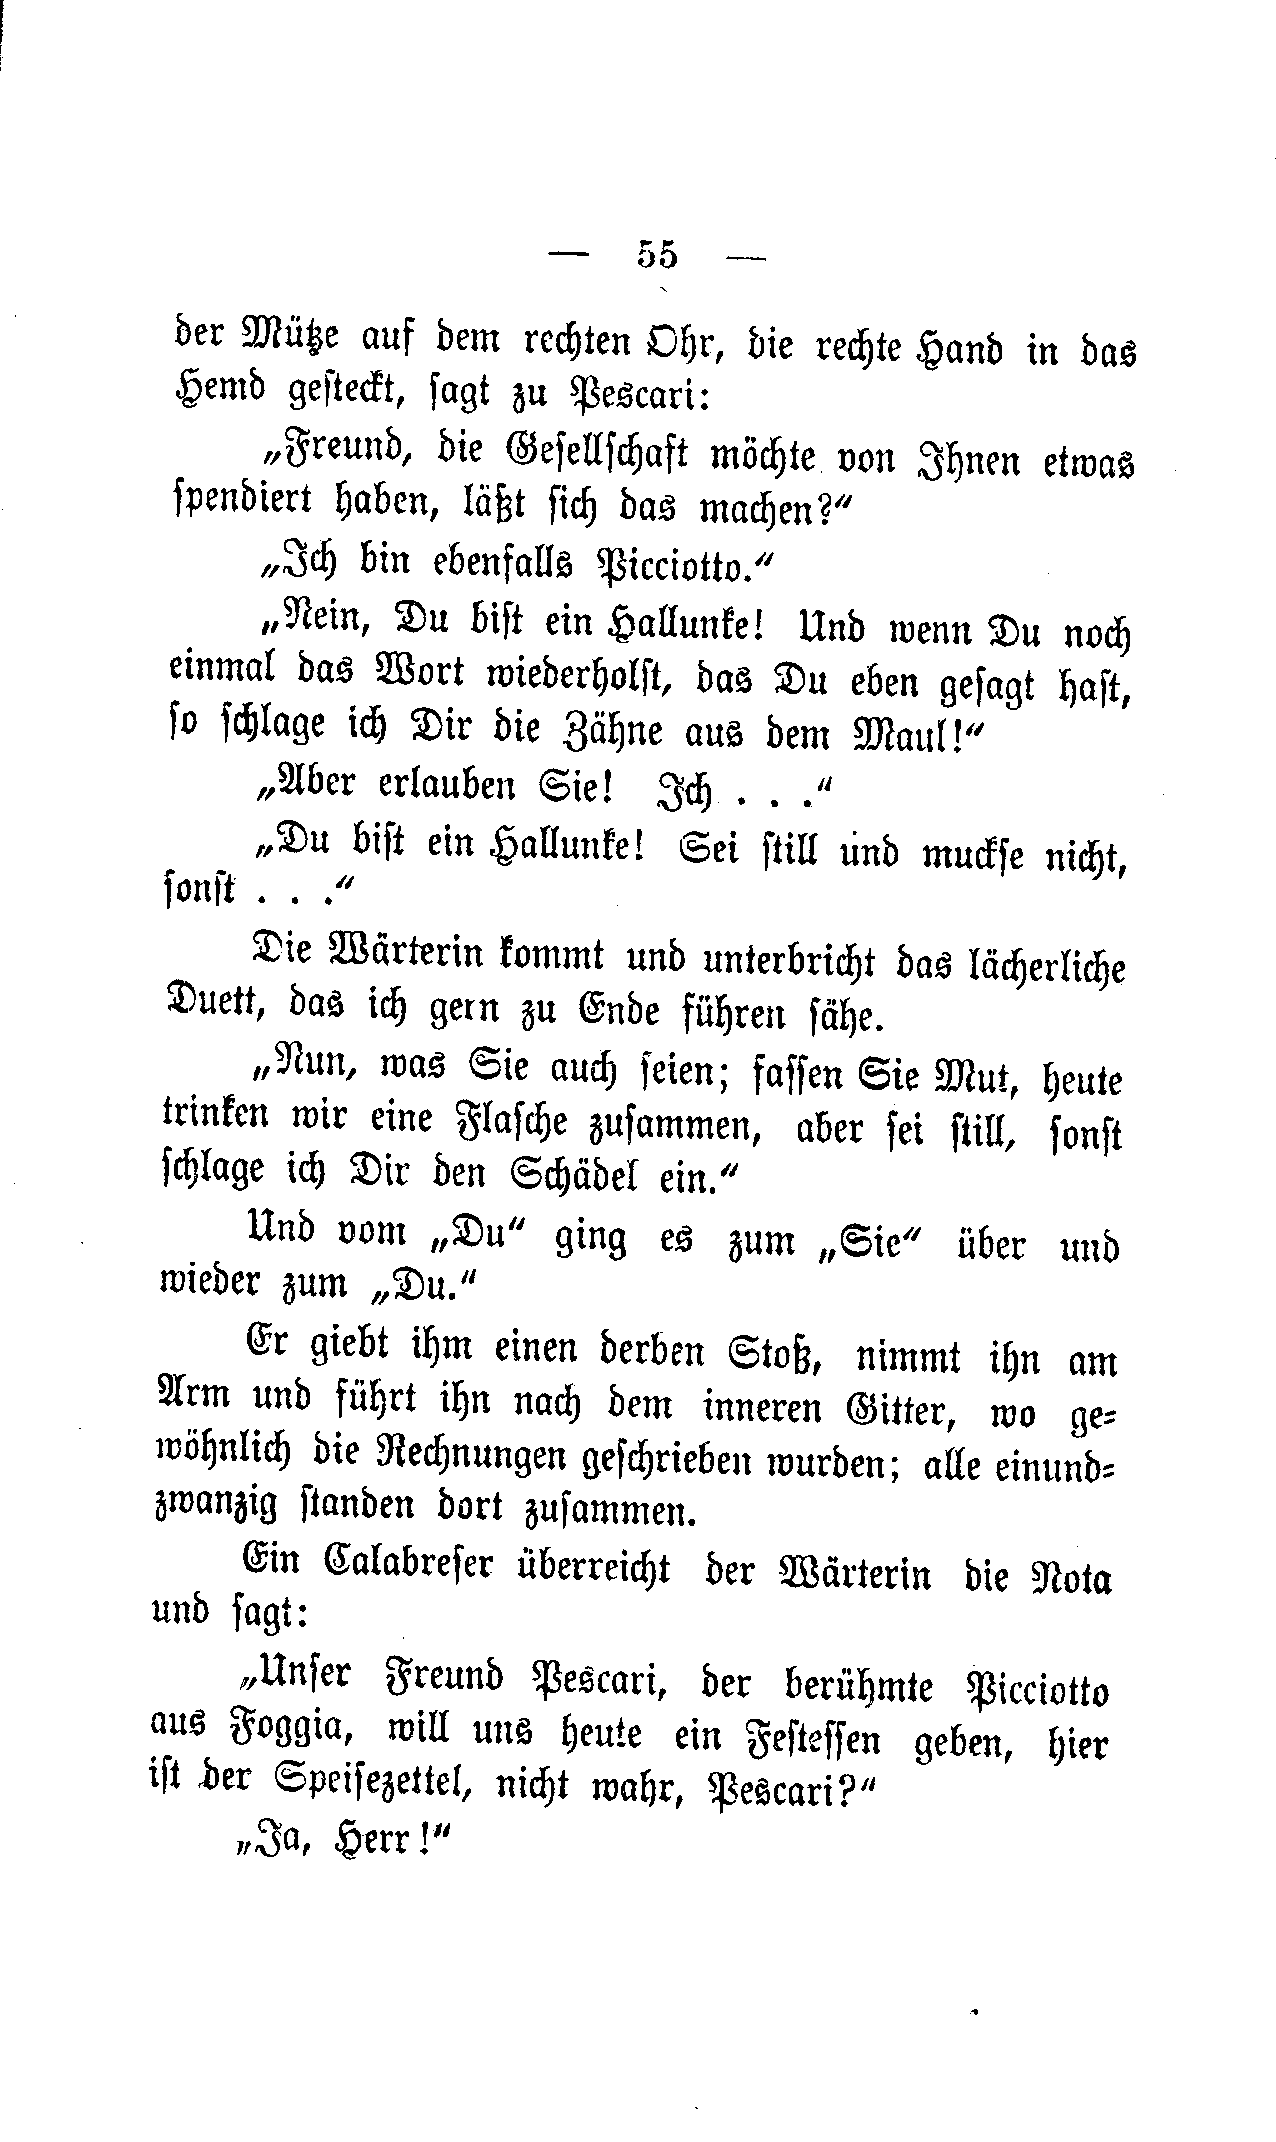 — 55 —
der Mütze auf dem rechten Ohr, die rechte Hand in das
Hemd gesteckt, sagt zu Pescari:
„Freund, die Gesellschaft möchte von Ihnen etwas
spendiert haben, läßt sich das machen?“
„Ich bin ebenfalls Picciotto.“
„Nein, Du bist ein Hallunke! Und wenn Du noch
einmal das Wort wiederholst, das Du eben gesagt hast,
so schlage ich Dir die Zähne aus dem Maul!“
„Aber erlauben Sie! Ich . . .“
„Du bist ein Hallunke! Sei still und muckse nicht,
sonst . . .“
Die Wärterin kommt und unterbricht das lächerliche
Duett, das ich gern zu Ende führen sähe.
„Nun, was Sie auch seien; fassen Sie Mut, heute
trinken wir eine Flasche zusammen, aber sei still, sonst
schlage ich Dir den Schädel ein.“
Und vom „Du“ ging es zum „Sie“ über und
wieder zum „Du.“
Er giebt ihm einen derben Stoß, nimmt ihn am
Arm und führt ihn nach dem inneren Gitter, wo ge-
wöhnlich die Rechnungen geschrieben wurden; alle einund-
zwanzig standen dort zusammen.
Ein Calabreser überreicht der Wärterin die Nota
und sagt:
„Unser Freund Pescari, der berühmte Picciotto
aus Foggia, will uns heute ein Festessen geben, hier
ist der Speisezettel, nicht wahr, Pescari?“
„Ja, Herr!“